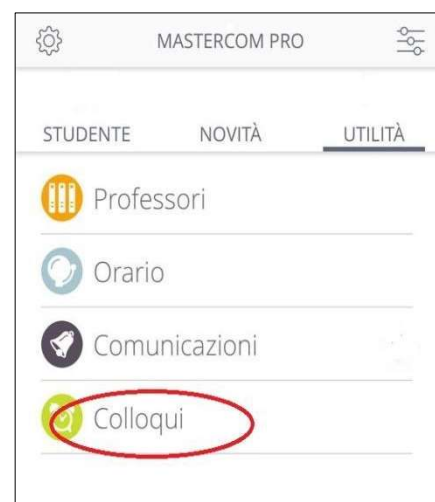 MASTERCOM PRO
STUDENTE NOVITÀ UTILITÀ
Professori
Orario
Comunicazioni
Colloqui